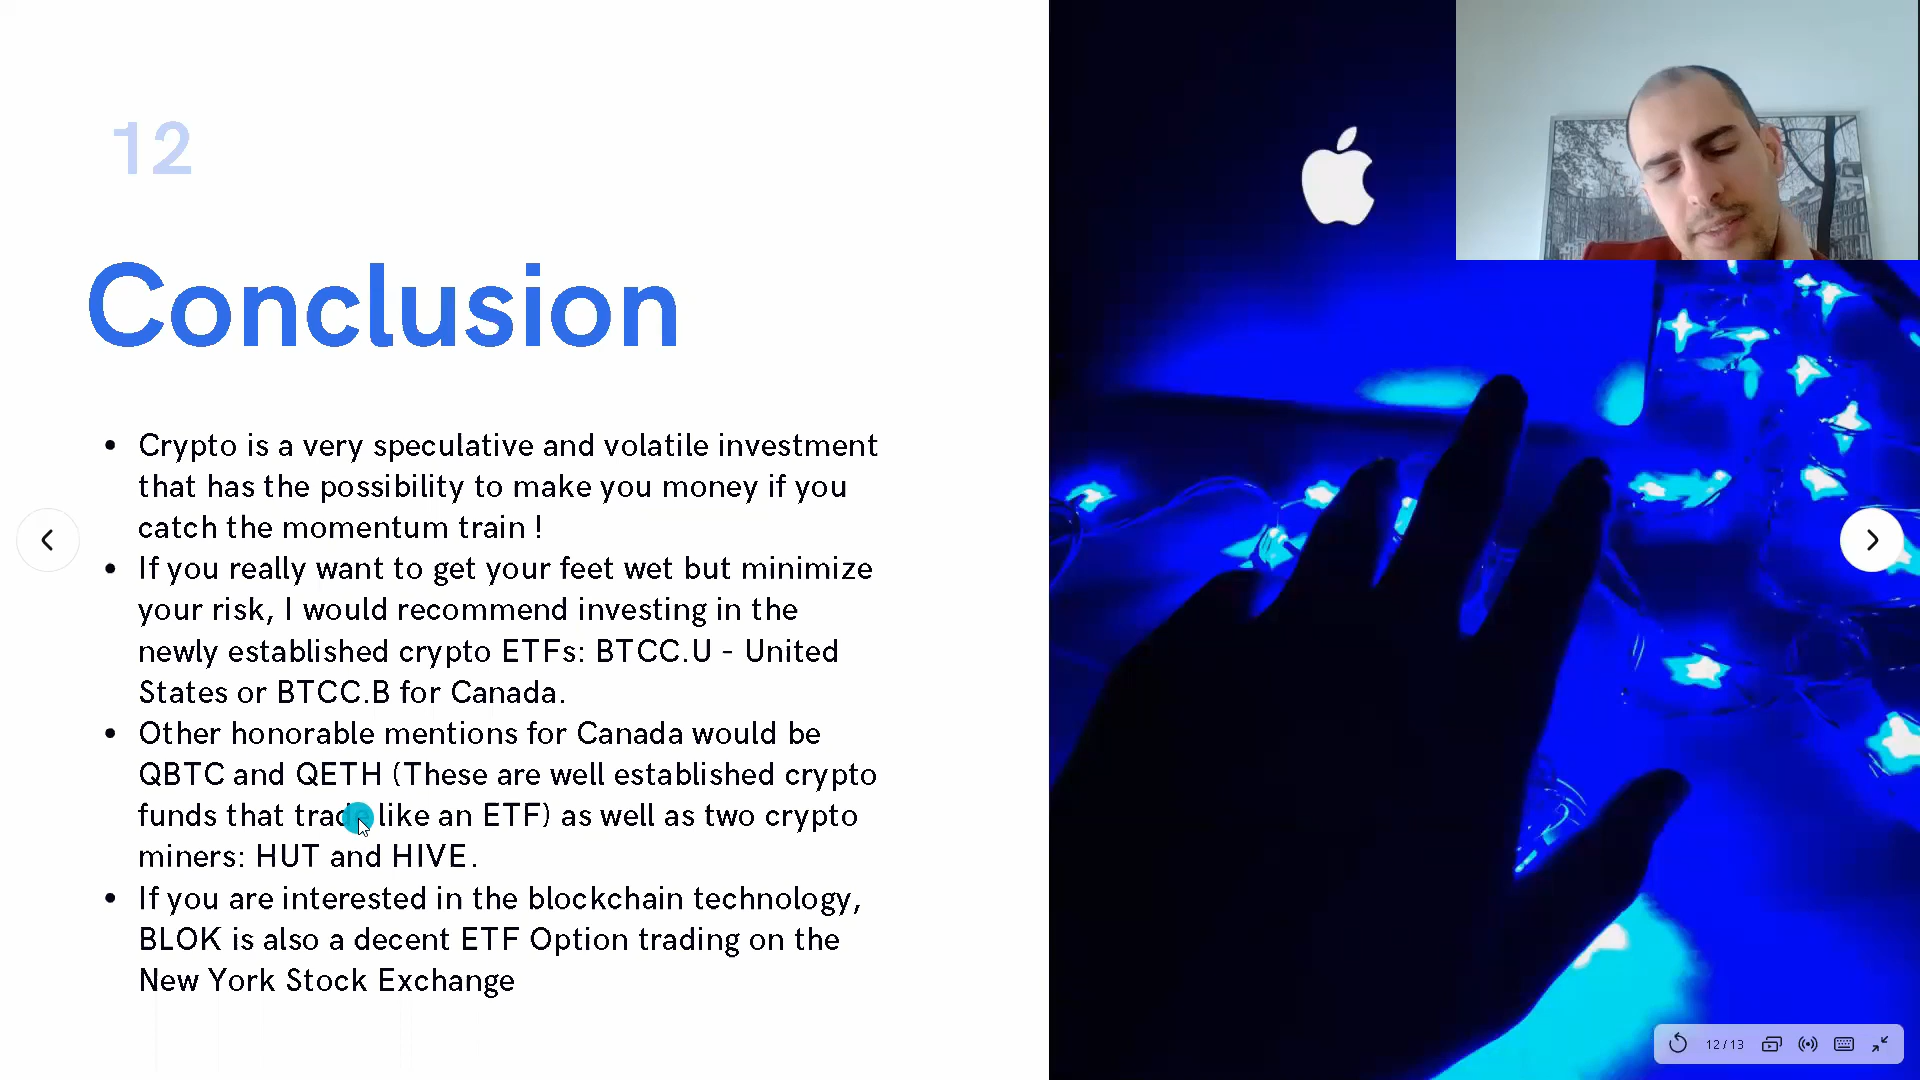 12
Conclusion
• Crypto is a very speculative and volatile investment
that has the possibility to make you money if you
catch the momentum train !
• If you really want to get your feet wet but minimize
your risk, I would recommend investing in the
newly established crypto ETFs: BTCC.U - United
States or BTCC.B for Canada.
• Other honorable mentions for Canada would be
QBTC and QETH (These are well established crypto
funds that trade like an ETF) as well as two crypto
miners: HUT and HIVE.
• If you are interested in the blockchain technology,
BLOK is also a decent ETF Option trading on the
New York Stock Exchange
12 / 13